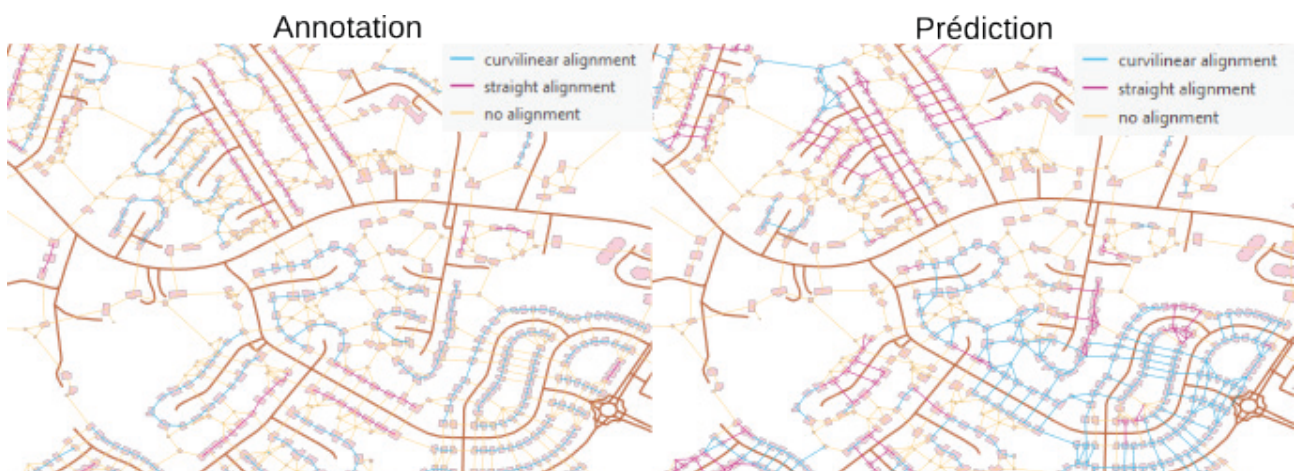 Annotation
curvilinear alignment
straight alignment
no alignment
Prédiction
curvilinear alignment
straight alignment
no alignment